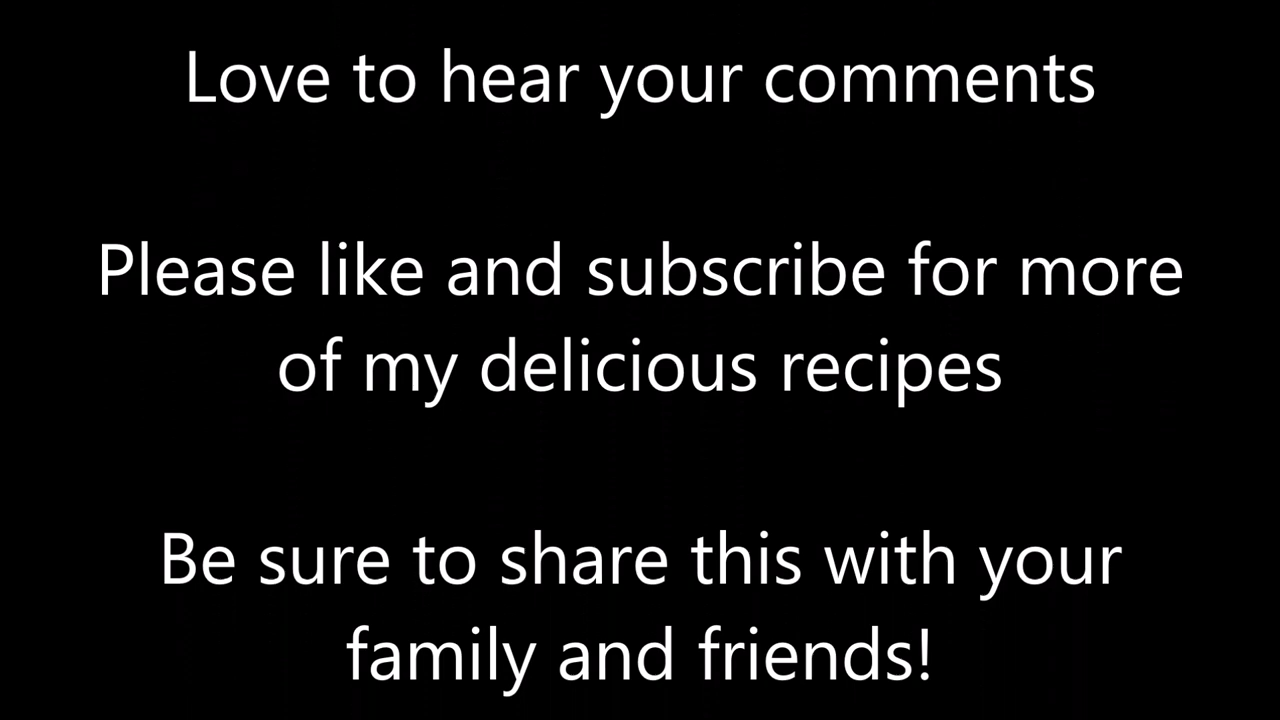 Love to hear your comments
Please like and subscribe for more
of my delicious recipes
Be sure to share this with your
family and friends!